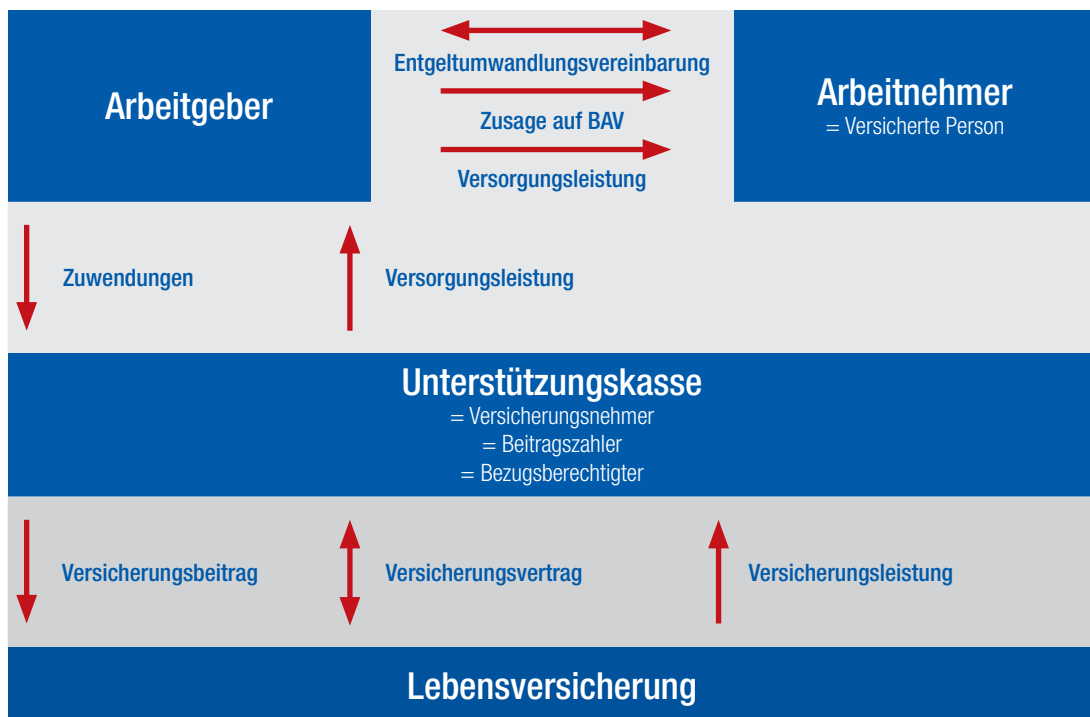 Arbeitgeber
Entgeltumwandlungsvereinbarung
Zusage auf BAV
Versorgungsleistung
Arbeitnehmer
= Versicherte Person
Zuwendungen
Versorgungsleistung
Unterstützungskasse
= Versicherungsnehmer
= Beitragszahler
= Bezugsberechtigter
Versicherungsbeitrag
Versicherungsvertrag
Versicherungsleistung
Lebensversicherung